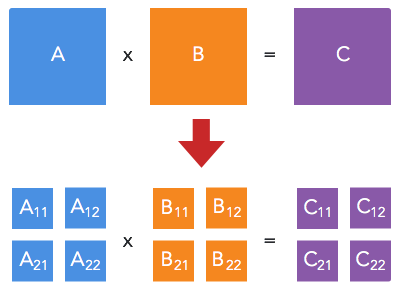 A x B = C
A11 A12 B11 B12 C11 C12
x =
A21 A22 B21 B22 C21 C22